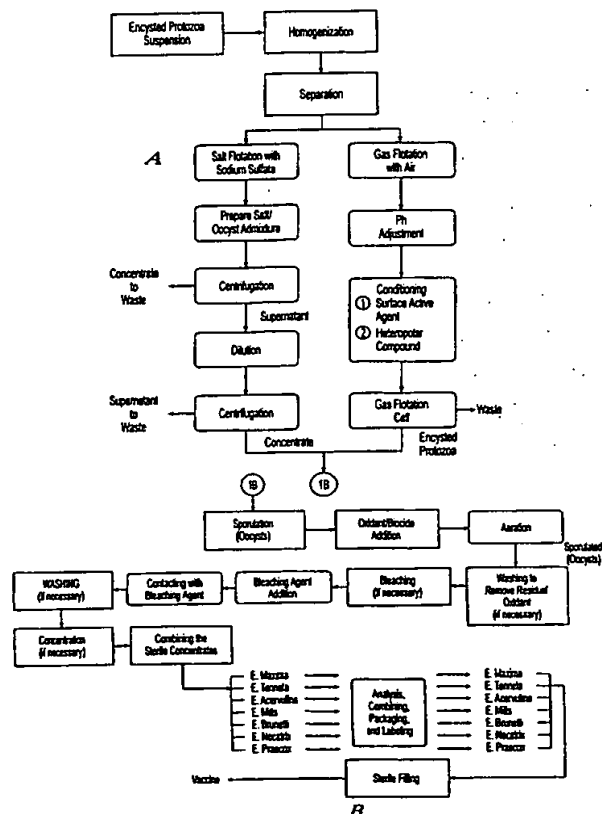 Encysted Protozoa
Suspension
Homogenization
Separation
A
Salt Flotation with
Sodium Sulfate
Gas Flotation
with Air
Prepare Salt/
Oocyst Admixture
Ph
Adjustment
Concentrate
to
Waste
Centrifugation
Supernatant
Conditioning
① Surface Active
Agent
② Heteropolar
Compound
Dilution
Supernatant
to
Waste
Centrifugation
Gas Flotation
Cell
Waste
Concentrate
Encysted
Protozoa
1B
1B
Sporulation
(Oocysts)
Oxidant/Biocide
Addition
Aeration
Sporulated
(Oocysts)
WASHING
(if necessary)
Contacting with
Bleaching Agent
Bleaching Agent
Addition
Bleaching
(if necessary)
Washing to
Remove Residual
Oxidant
(if necessary)
Concentration
(if necessary)
Combining the
Sterile Concentrates
E. Maxima
E. Tenella
E. Acervulina
E. Mitis
E. Brunetti
E. Necatrix
E. Praecox
Analysis,
Combining,
Packaging,
and Labeling
E. Maxima
E. Tenella
E. Acervulina
E. Mitis
E. Brunetti
E. Necatrix
E. Praecox
Vaccine
Sterile Filling
B